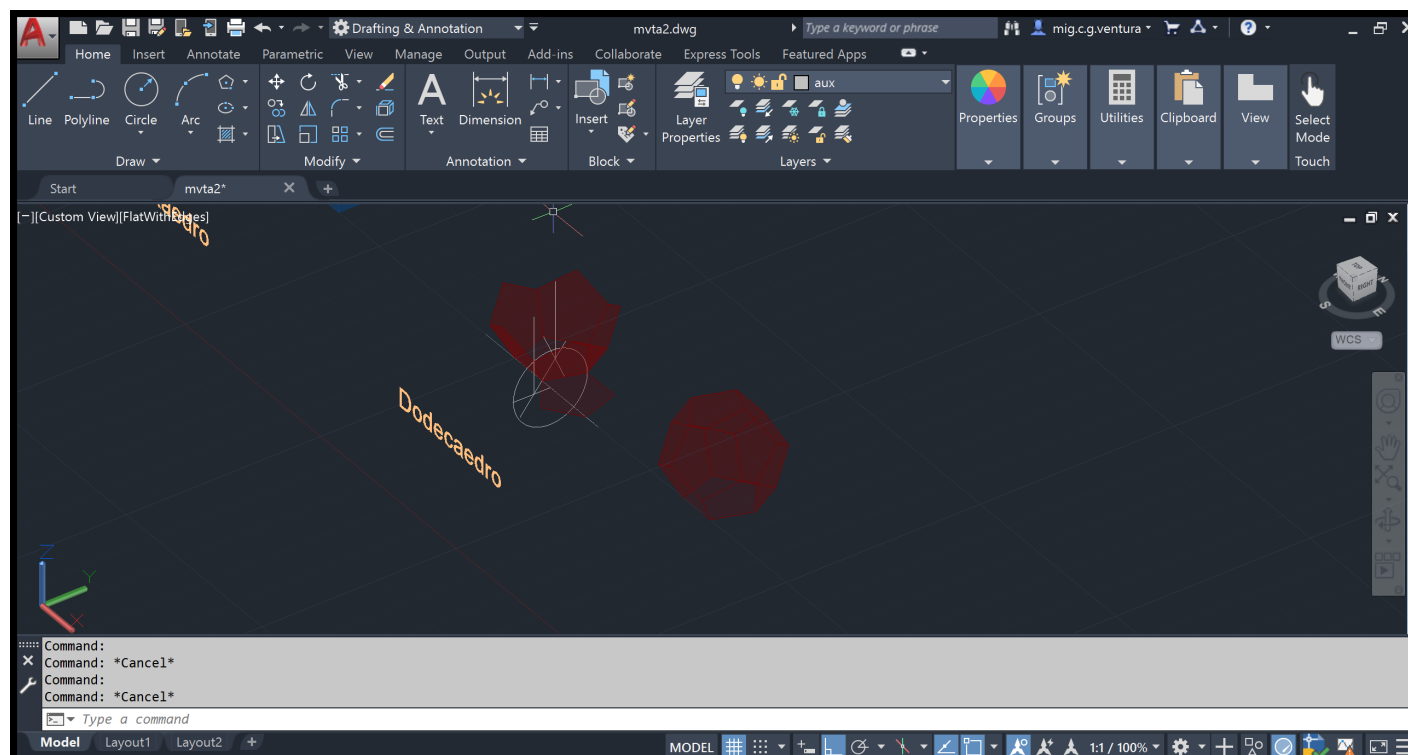 Drafting & Annotation
mvta2.dwg
Type a keyword or phrase
mig.c.g.ventura
Home Insert Annotate Parametric View Manage Output Add-ins Collaborate Express Tools Featured Apps
aux
Line Polyline Circle Arc
Text Dimension
Insert
Layer
Properties
Properties Groups Utilities Clipboard View Select
Mode
Draw Modify Annotation Block Layers Touch
Start mvta2* +
[−][Custom View][FlatWithEdges]
aedro
TOP
RIGHT
S
E
N
WCS
Dodecaedro
Z
Y
X
Command:
Command: *Cancel*
Command:
Command: *Cancel*
Type a command
Model Layout1 Layout2 +
MODEL 1:1 / 100%